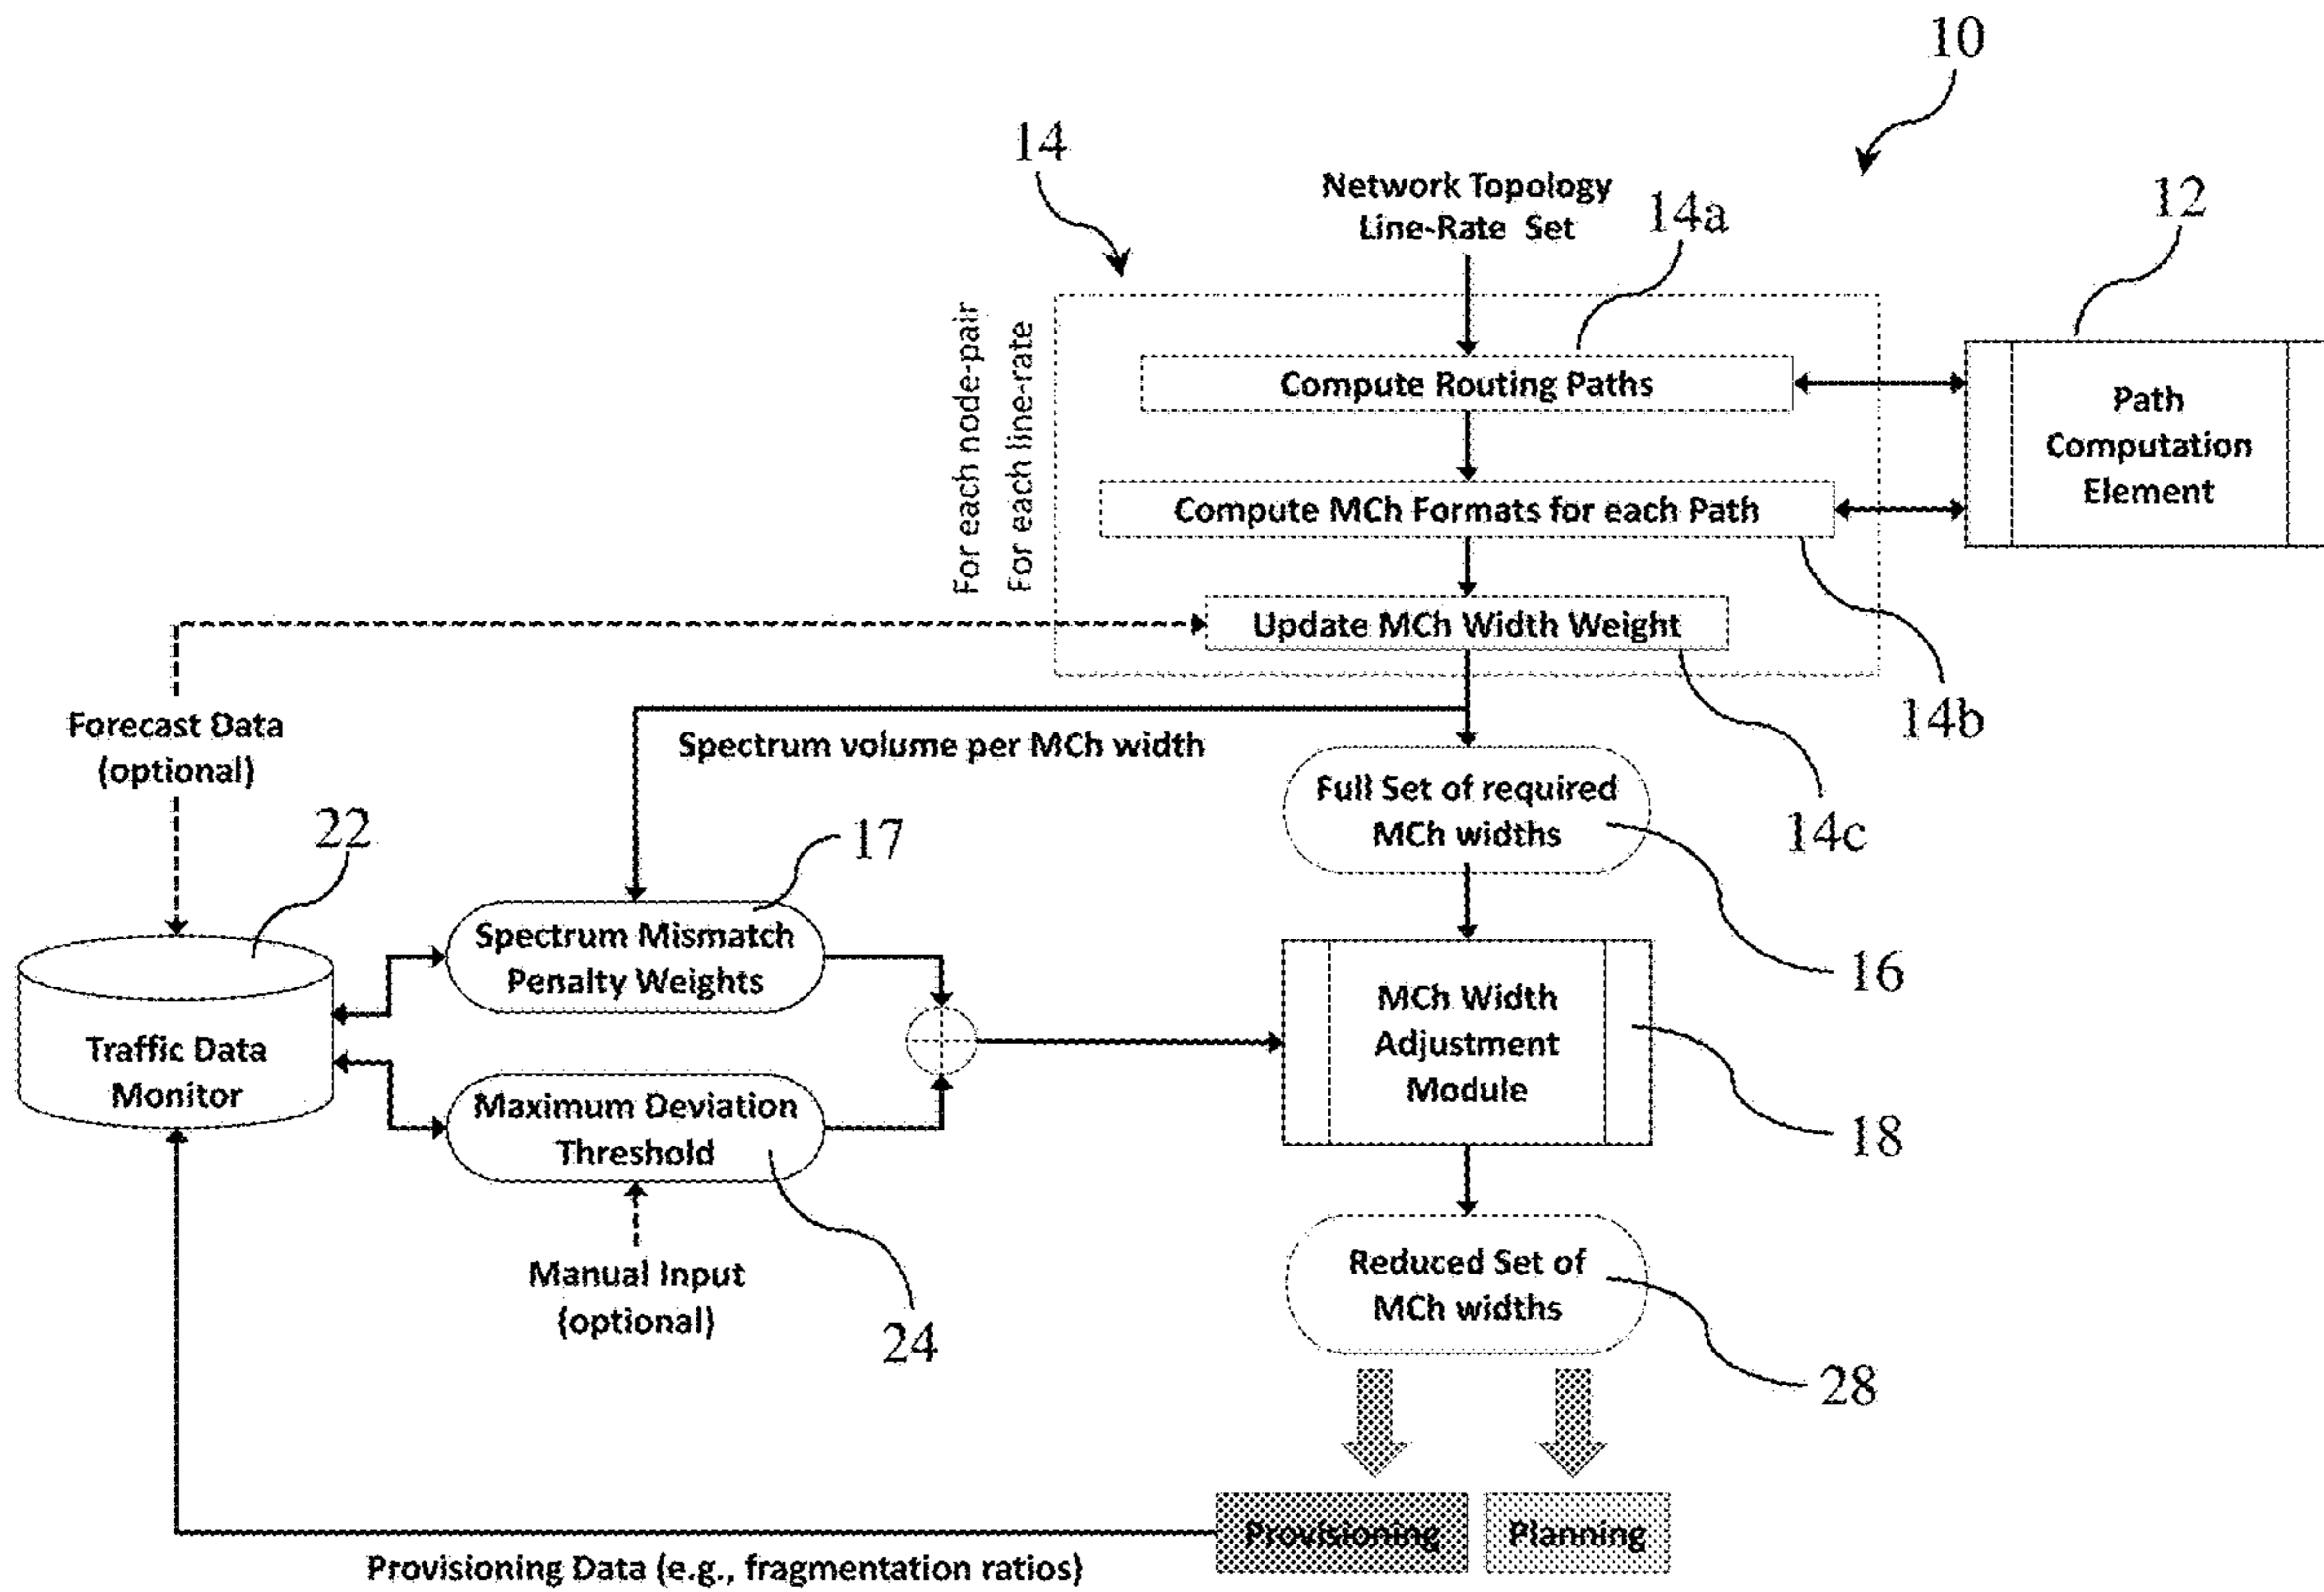 10
14
Network Topology
Line-Rate Set
14a
12
For each node-pair
For each line-rate
Compute Routing Paths
Path
Computation
Element
Compute MCh Formats for each Path
Update MCh Width Weight
14b
Forecast Data
(optional)
Spectrum volume per MCh width
Full Set of required
MCh widths
14c
22
17
Spectrum Mismatch
Penalty Weights
16
MCh Width
Adjustment
Module
Traffic Data
Monitor
Maximum Deviation
Threshold
18
Manual Input
(optional)
24
Reduced Set of
MCh widths
28
Provisioning
Planning
Provisioning Data (e.g., fragmentation ratios)